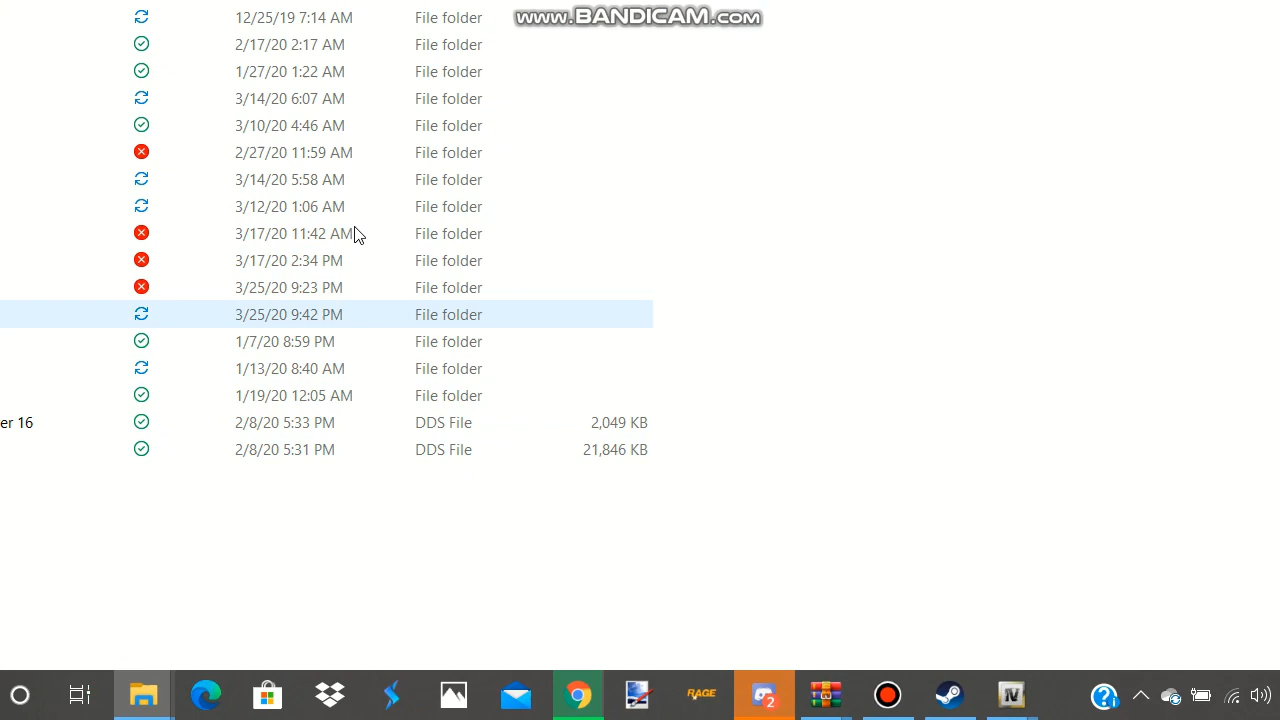 www.BANDICAM.com
12/25/19 7:14 AM File folder
2/17/20 2:17 AM File folder
1/27/20 1:22 AM File folder
3/14/20 6:07 AM File folder
3/10/20 4:46 AM File folder
2/27/20 11:59 AM File folder
3/14/20 5:58 AM File folder
3/12/20 1:06 AM File folder
3/17/20 11:42 AM File folder
3/17/20 2:34 PM File folder
3/25/20 9:23 PM File folder
3/25/20 9:42 PM File folder
1/7/20 8:59 PM File folder
1/13/20 8:40 AM File folder
1/19/20 12:05 AM File folder
er 16 2/8/20 5:33 PM DDS File 2,049 KB
2/8/20 5:31 PM DDS File 21,846 KB
RAGE 2 IV